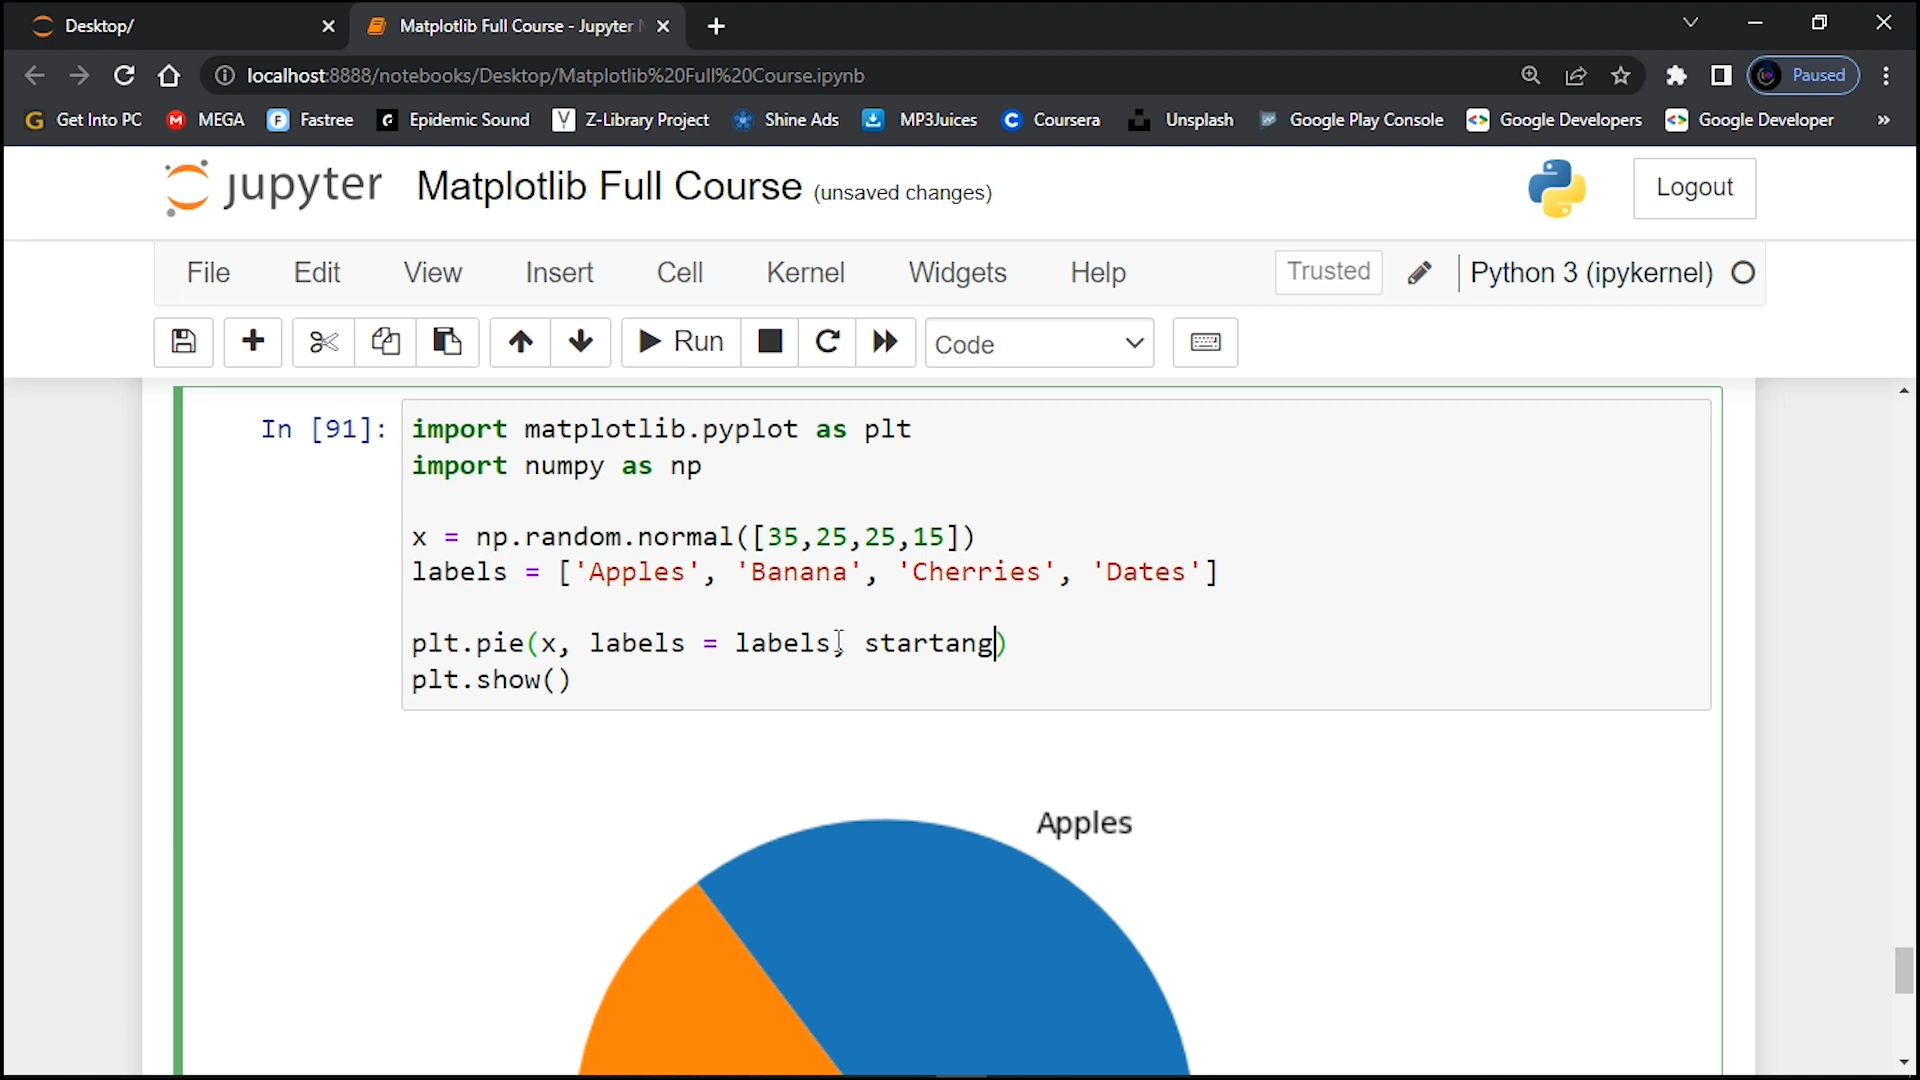 Desktop/
Matplotlib Full Course - Jupyter
localhost:8888/notebooks/Desktop/Matplotlib%20Full%20Course.ipynb
Paused
Get Into PC
MEGA
Fastree
Epidemic Sound
Z-Library Project
Shine Ads
MP3Juices
Coursera
Unsplash
Google Play Console
Google Developers
Google Developer
»
jupyter
Matplotlib Full Course (unsaved changes)
Logout
File
Edit
View
Insert
Cell
Kernel
Widgets
Help
Trusted
Python 3 (ipykernel)
Run
Code
In [91]:
import matplotlib.pyplot as plt
import numpy as np
x = np.random.normal([35,25,25,15])
labels = ['Apples', 'Banana', 'Cherries', 'Dates']
plt.pie(x, labels = labels, startang)
plt.show()
Apples